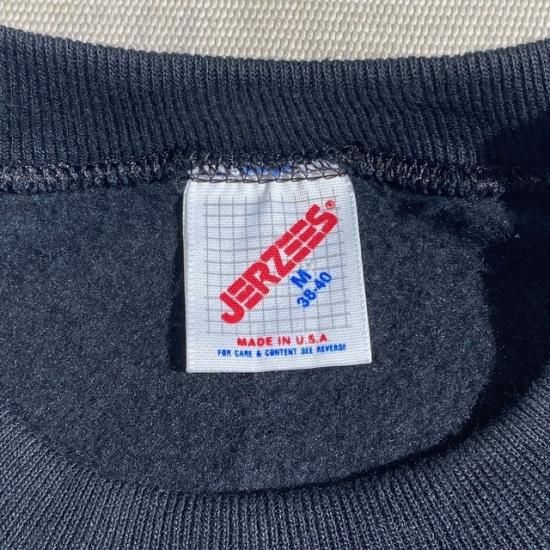 JERZEES®
M
38-40
MADE IN U.S.A
FOR CARE & CONTENT SEE REVERSE